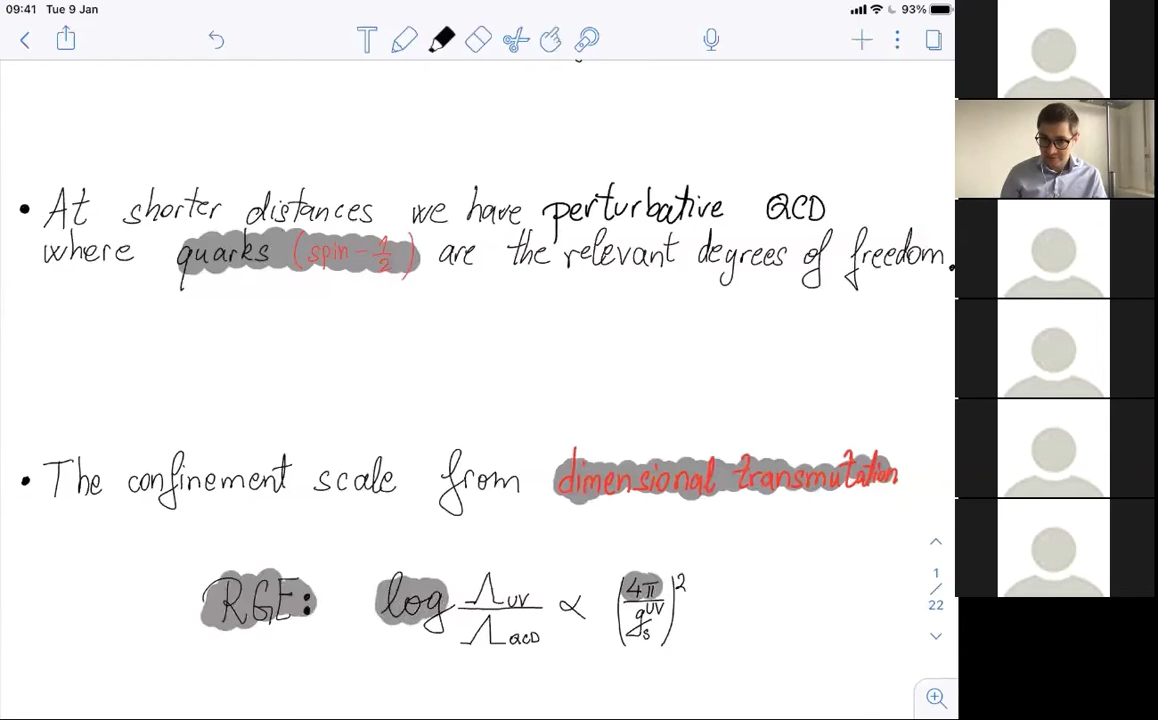 09:41 Tue 9 Jan
93%
• At shorter distances we have perturbative QCD
where quarks (spin-1/2) are the relevant degrees of freedom.
• The confinement scale from dimensional transmutation
RGE: log Λ_UV/Λ_QCD ∝ (4π/g_s^UV)^2
1
/
22